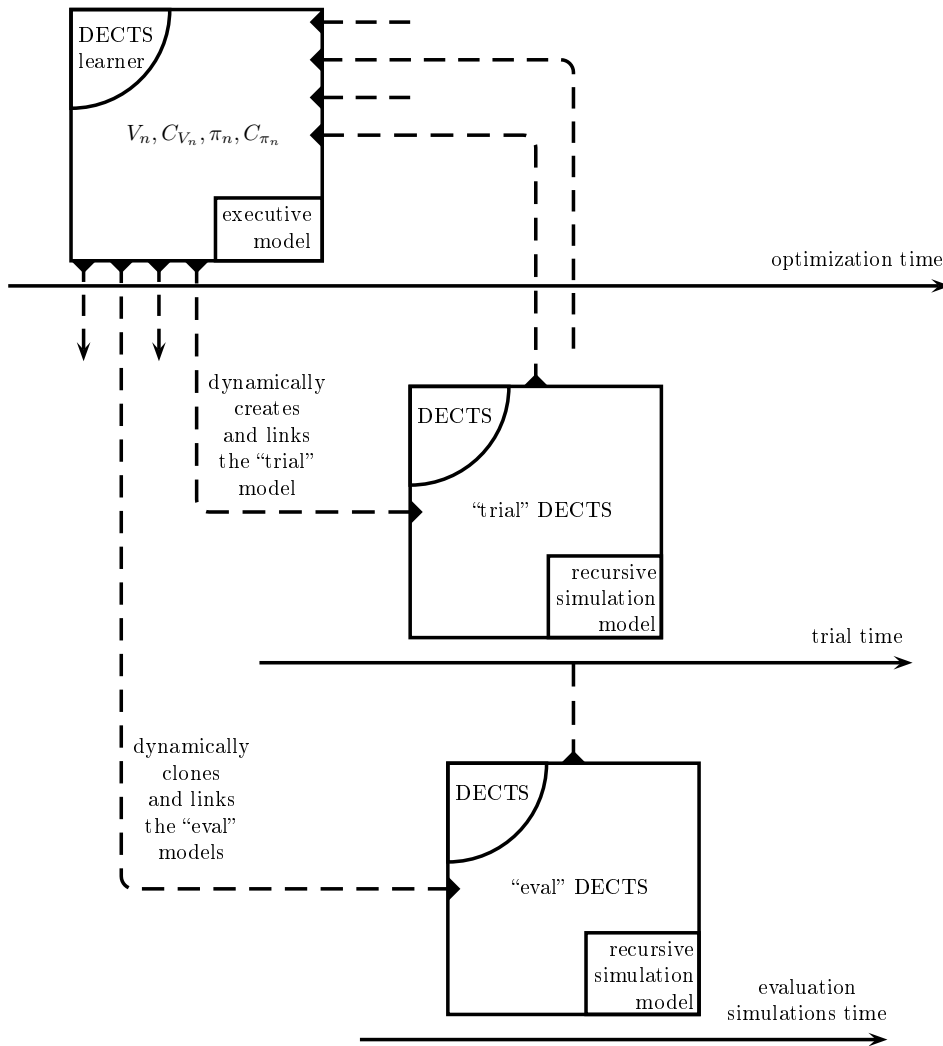 DECTS
learner
V_n, C_{V_n}, π_n, C_{π_n}
executive
model
optimization time
dynamically
creates
and links
the “trial”
model
DECTS
“trial” DECTS
recursive
simulation
model
trial time
dynamically
clones
and links
the “eval”
models
DECTS
“eval” DECTS
recursive
simulation
model
evaluation
simulations time